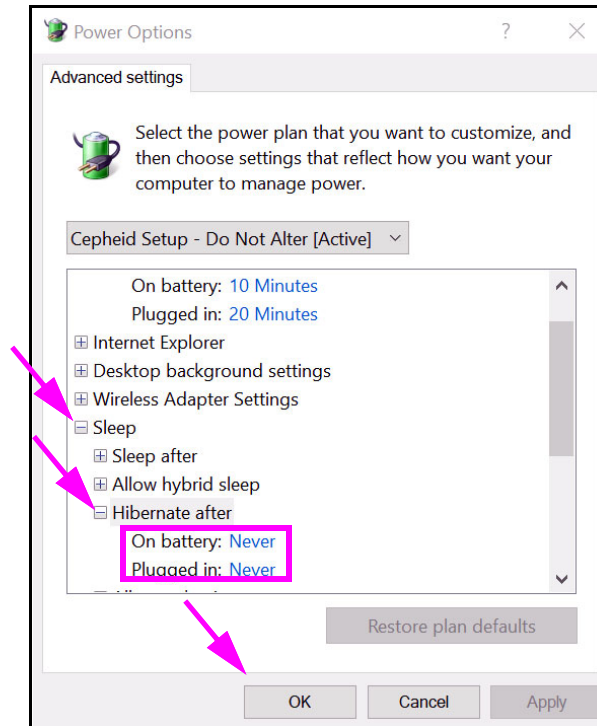 Power Options
Advanced settings
Select the power plan that you want to customize, and
then choose settings that reflect how you want your
computer to manage power.
Cepheid Setup - Do Not Alter [Active]
On battery: 10 Minutes
Plugged in: 20 Minutes
Internet Explorer
Desktop background settings
Wireless Adapter Settings
Sleep
Sleep after
Allow hybrid sleep
Hibernate after
On battery: Never
Plugged in: Never
Restore plan defaults
OK Cancel Apply